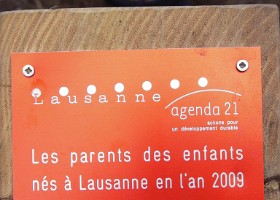 Lausanne
agenda 21
actions pour
un développement durable
Les parents des enfants
nés à Lausanne en l'an 2009